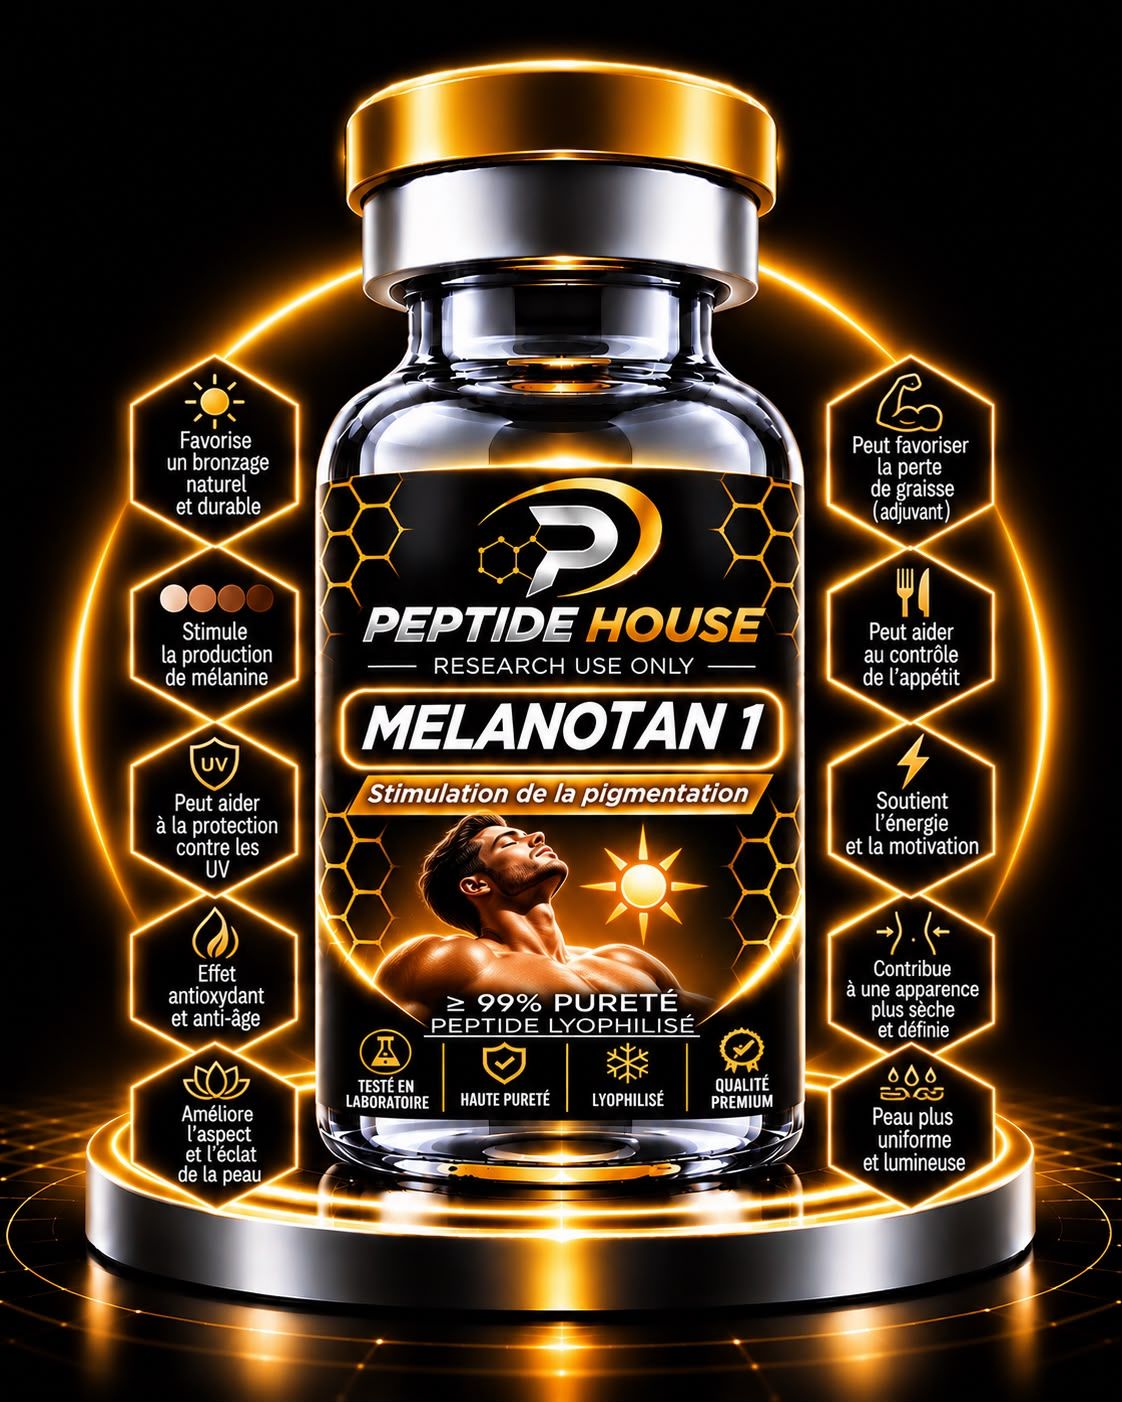 Favorise
un bronzage
naturel
et durable
Stimule
la production
de mélanine
UV
Peut aider
à la protection
contre les
UV
Effet
antioxydant
et anti-âge
Améliore
l'aspect
et l'éclat
de la peau
P
PEPTIDE HOUSE
RESEARCH USE ONLY
MELANOTAN 1
Stimulation de la pigmentation
≥ 99% PURETÉ
PEPTIDE LYOPHILISÉ
TESTÉ EN
LABORATOIRE
HAUTE PURETÉ
LYOPHILISÉ
QUALITÉ
PREMIUM
Peut favoriser
la perte
de graisse
(adjuvant)
Peut aider
au contrôle
de l'appétit
Soutient
l'énergie
et la motivation
Contribue
à une apparence
plus sèche
et définie
Peau plus
uniforme
et lumineuse